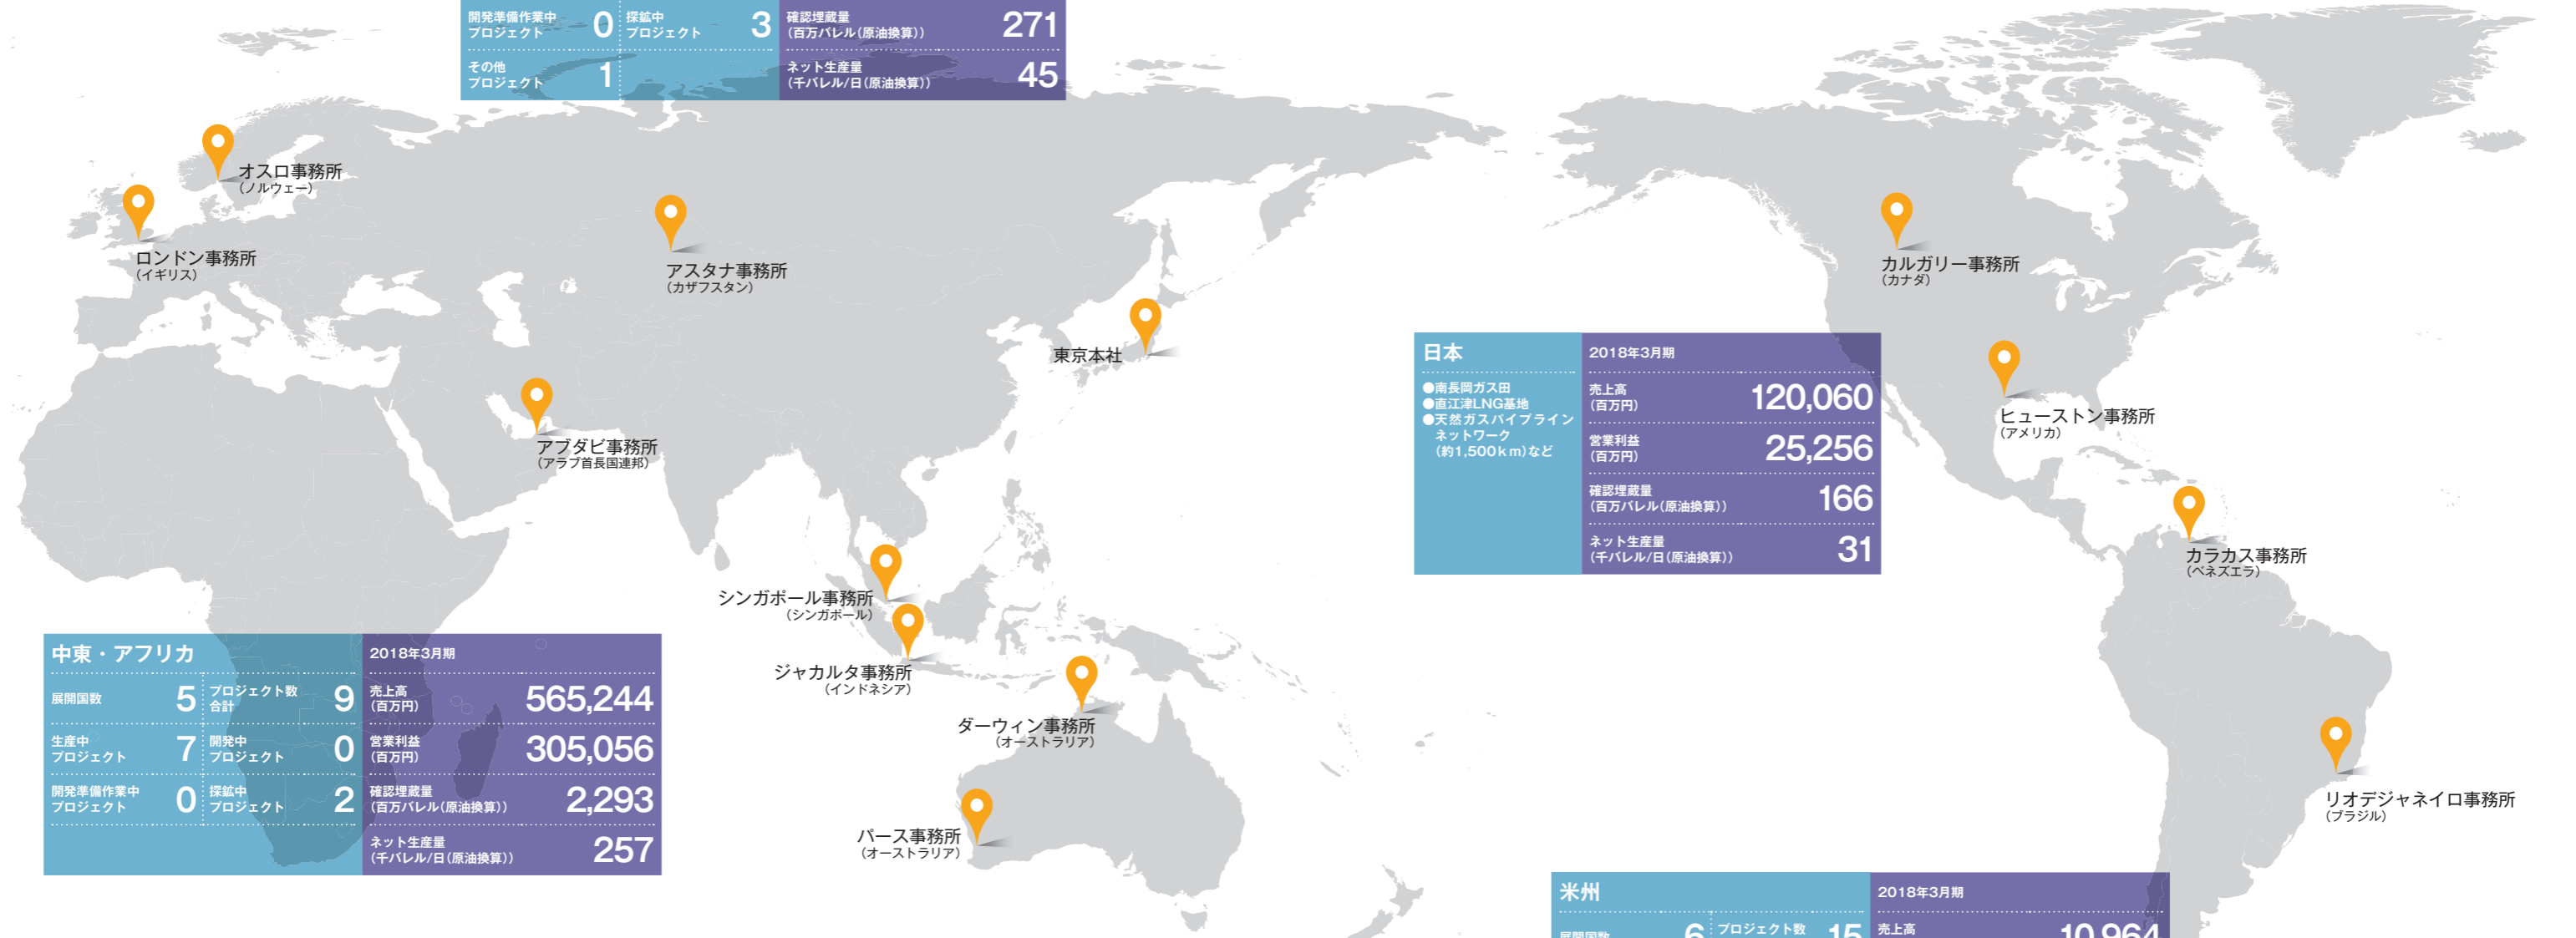 開発準備作業中
プロジェクト
0
探鉱中
プロジェクト
3
確認埋蔵量
(百万バレル(原油換算))
271
その他
プロジェクト
1
ネット生産量
(千バレル/日(原油換算))
45
オスロ事務所
(ノルウェー)
ロンドン事務所
(イギリス)
アスタナ事務所
(カザフスタン)
東京本社
アブダビ事務所
(アラブ首長国連邦)
カルガリー事務所
(カナダ)
ヒューストン事務所
(アメリカ)
カラカス事務所
(ベネズエラ)
リオデジャネイロ事務所
(ブラジル)
シンガポール事務所
(シンガポール)
ジャカルタ事務所
(インドネシア)
ダーウィン事務所
(オーストラリア)
パース事務所
(オーストラリア)
日本
●南長岡ガス田
●直江津LNG基地
●天然ガスパイプライン
ネットワーク
(約1,500km)など
2018年3月期
売上高
(百万円)
120,060
営業利益
(百万円)
25,256
確認埋蔵量
(百万バレル(原油換算))
166
ネット生産量
(千バレル/日(原油換算))
31
中東・アフリカ
展開国数
5
プロジェクト数
合計
9
生産中
プロジェクト
7
開発中
プロジェクト
0
開発準備作業中
プロジェクト
0
探鉱中
プロジェクト
2
2018年3月期
売上高
(百万円)
565,244
営業利益
(百万円)
305,056
確認埋蔵量
(百万バレル(原油換算))
2,293
ネット生産量
(千バレル/日(原油換算))
257
米州
2018年3月期
展開国数
6
プロジェクト数
15
売上高
10,964